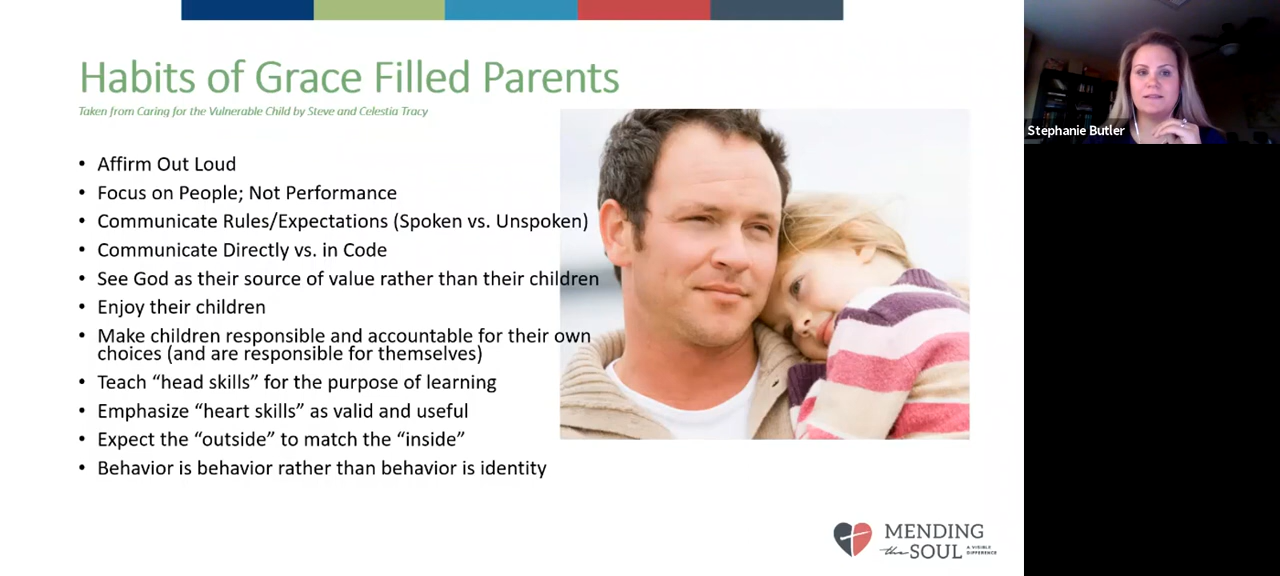 Habits of Grace Filled Parents
Taken from Caring for the Vulnerable Child by Steve and Celestia Tracy
• Affirm Out Loud
• Focus on People; Not Performance
• Communicate Rules/Expectations (Spoken vs. Unspoken)
• Communicate Directly vs. in Code
• See God as their source of value rather than their children
• Enjoy their children
• Make children responsible and accountable for their own
choices (and are responsible for themselves)
• Teach “head skills” for the purpose of learning
• Emphasize “heart skills” as valid and useful
• Expect the “outside” to match the “inside”
• Behavior is behavior rather than behavior is identity
MENDING
the SOUL
A VISIBLE
DIFFERENCE
Stephanie Butler